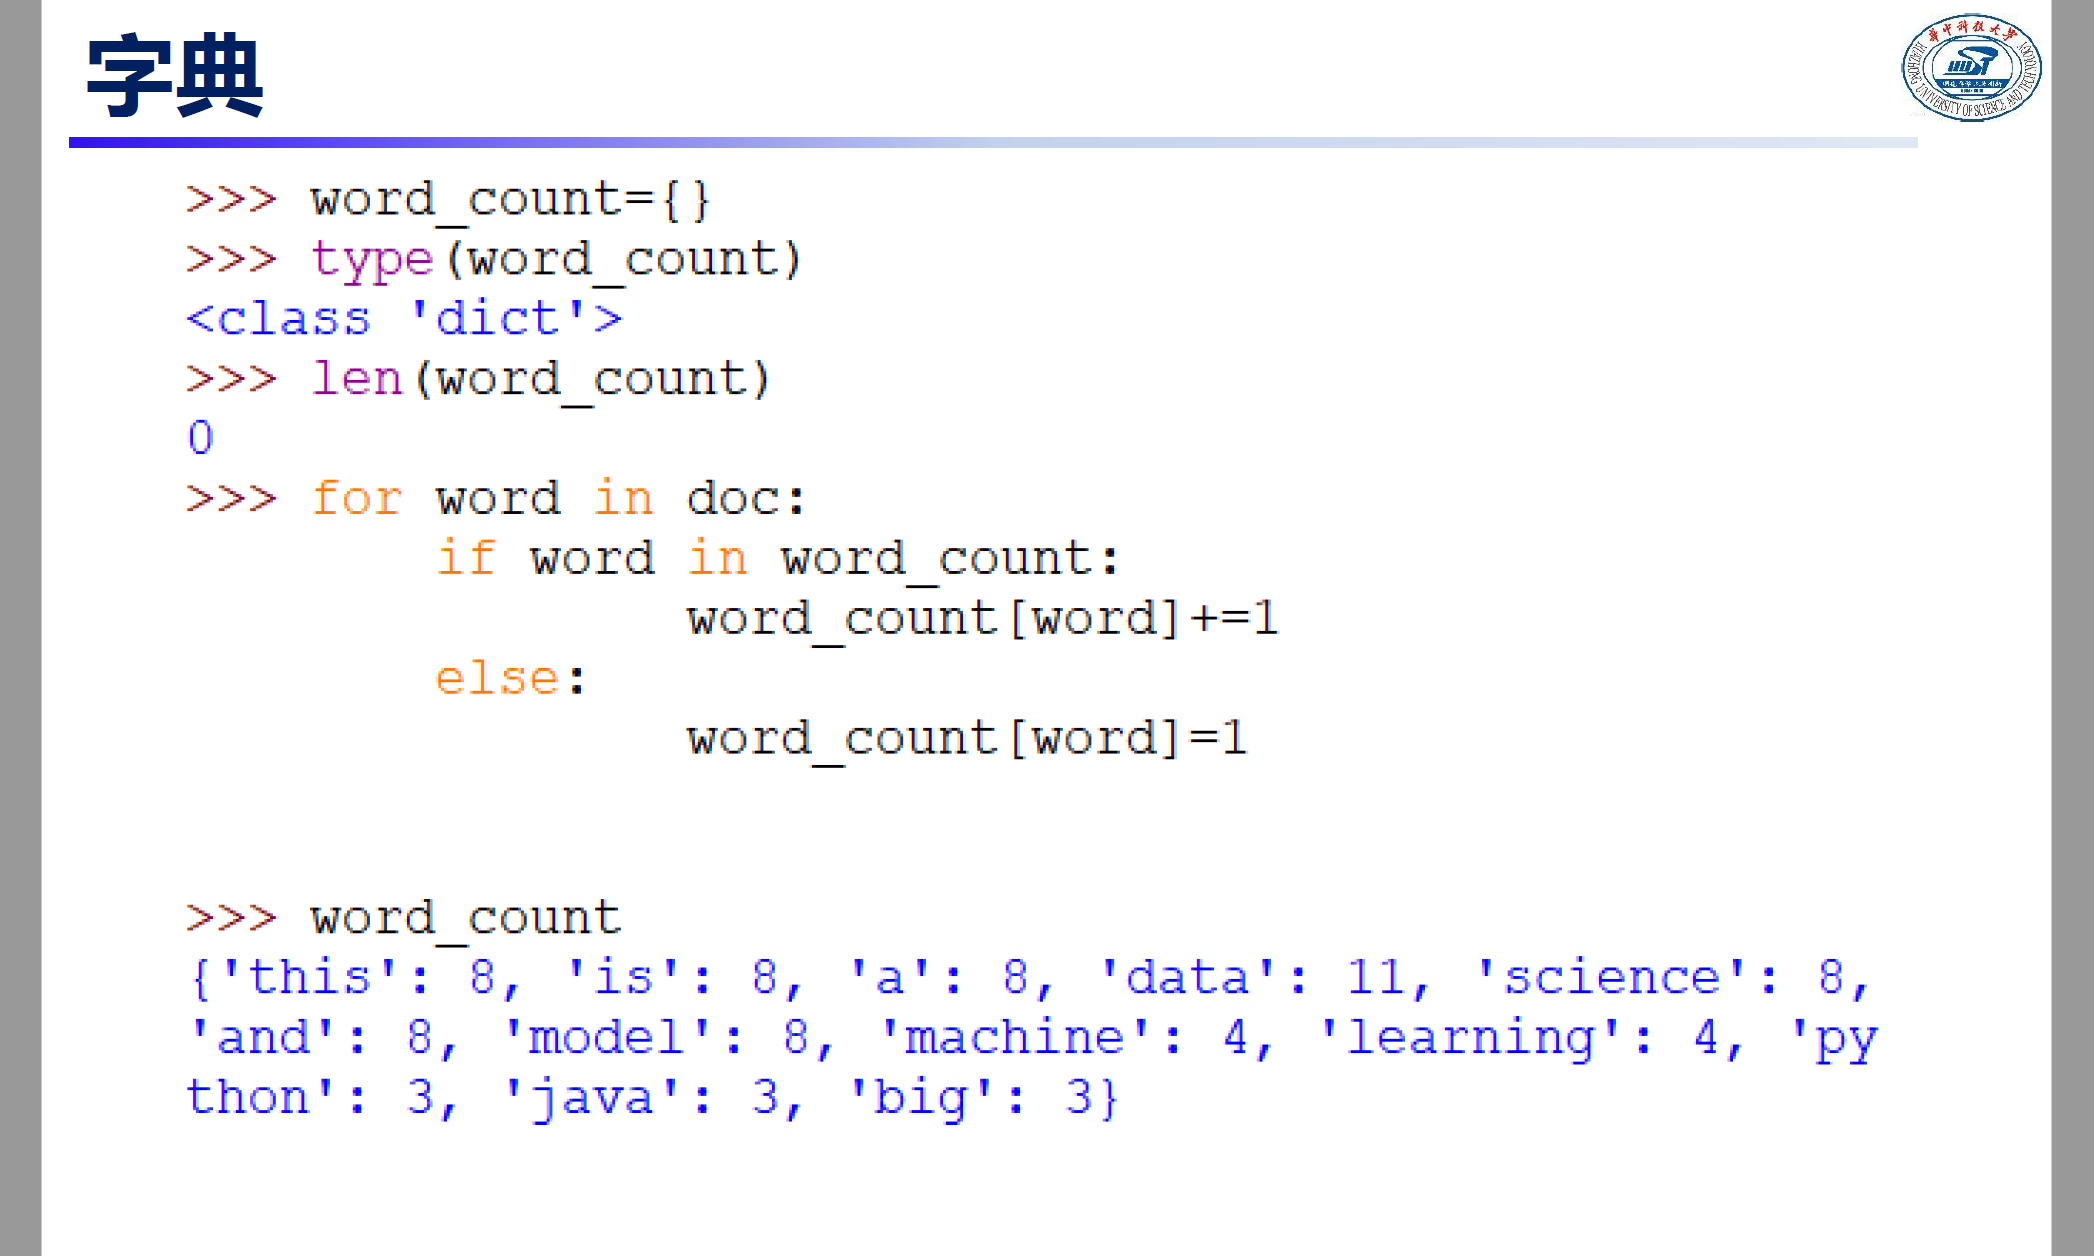 字典
华中科技大学
HUAZHONG UNIVERSITY OF SCIENCE AND TECHNOLOGY
HUST
>>> word_count={}
>>> type(word_count)
<class 'dict'>
>>> len(word_count)
0
>>> for word in doc:
        if word in word_count:
                word_count[word]+=1
        else:
                word_count[word]=1
>>> word_count
{'this': 8, 'is': 8, 'a': 8, 'data': 11, 'science': 8,
'and': 8, 'model': 8, 'machine': 4, 'learning': 4, 'py
thon': 3, 'java': 3, 'big': 3}